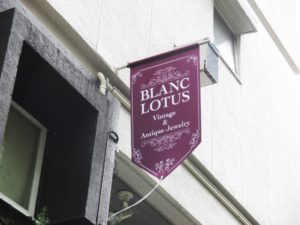 BLANC
LOTUS
Vintage
&
Antique Jewelry